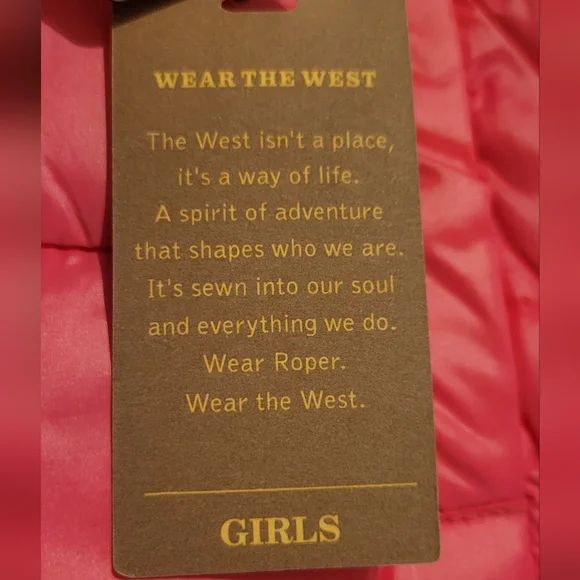 WEAR THE WEST
The West isn't a place,
it's a way of life.
A spirit of adventure
that shapes who we are.
It's sewn into our soul
and everything we do.
Wear Roper.
Wear the West.
GIRLS